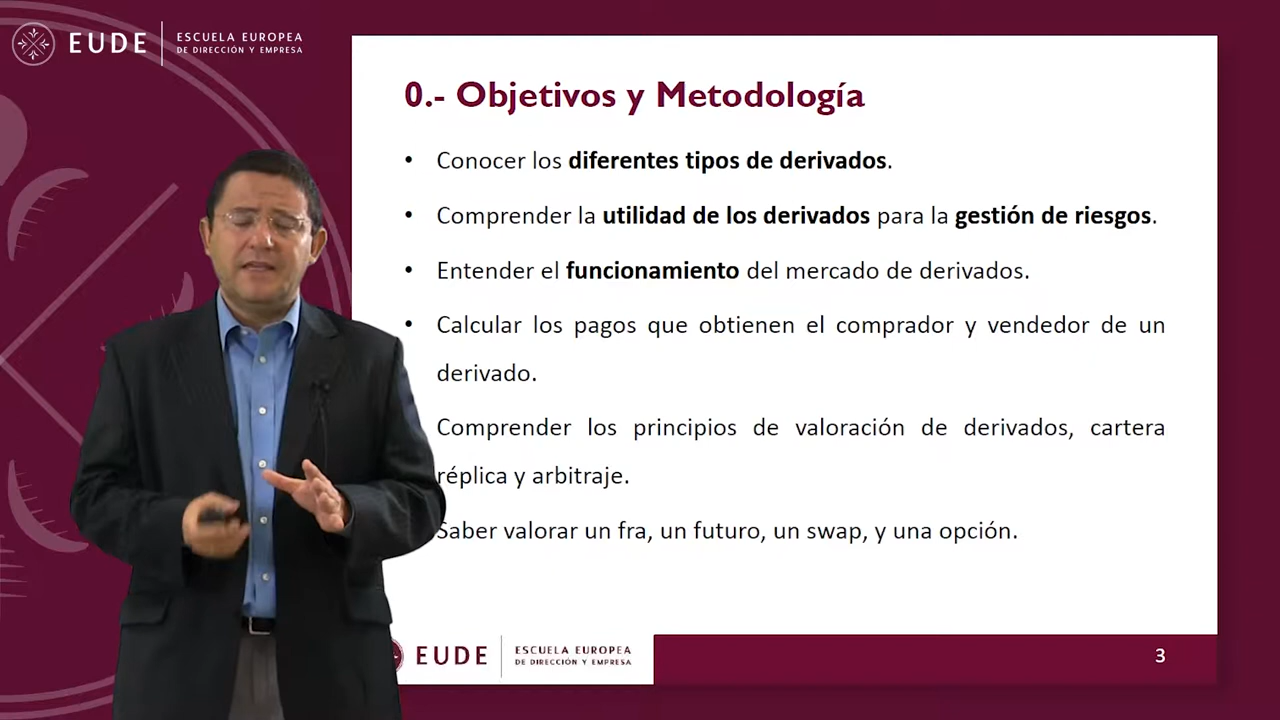 EUDE
ESCUELA EUROPEA
DE DIRECCIÓN Y EMPRESA
0.- Objetivos y Metodología
• Conocer los diferentes tipos de derivados.
• Comprender la utilidad de los derivados para la gestión de riesgos.
• Entender el funcionamiento del mercado de derivados.
• Calcular los pagos que obtienen el comprador y vendedor de un
derivado.
Comprender los principios de valoración de derivados, cartera
réplica y arbitraje.
Saber valorar un fra, un futuro, un swap, y una opción.
EUDE
ESCUELA EUROPEA
DE DIRECCIÓN Y EMPRESA
3